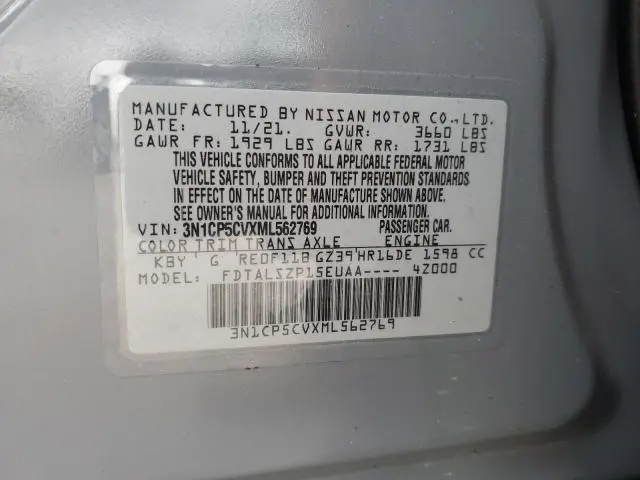 MANUFACTURED BY NISSAN MOTOR CO., LTD.
DATE: 11/21. GVWR: 3660 LBS
GAWR FR: 1929 LBS GAWR RR: 1731 LBS
THIS VEHICLE CONFORMS TO ALL APPLICABLE FEDERAL MOTOR
VEHICLE SAFETY, BUMPER AND THEFT PREVENTION STANDARDS
IN EFFECT ON THE DATE OF MANUFACTURE SHOWN ABOVE.
SEE OWNER'S MANUAL FOR ADDITIONAL INFORMATION.
VIN: 3N1CP5CVXML562769 PASSENGER CAR.
COLOR TRIM TRANS AXLE ENGINE
KBY G RE0F11B GZ39 HR16DE 1598 CC
MODEL: FDTALSZP15EUAA---- 4Z000
3N1CP5CVXML562769